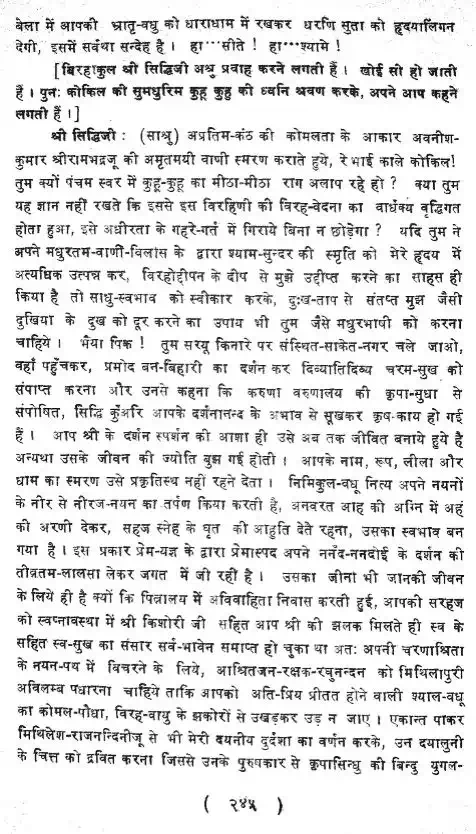 बेला में आपकी भ्रातृ-वधु को धाराधाम में रखकर धरणि सुता को हृदयालिंगन
देगी, इसमें सर्वथा सन्देह है । हा···सीते ! हा···श्यामे !
[विरहाकुल श्री सिद्धिजी अश्रु प्रवाह करने लगती हैं । खोई सी हो जाती
हैं । पुनः कोकिल की सुमधुरिम कुहू कुहु की ध्वनि श्रवण करके, अपने आप कहने
लगती हैं ।]
श्री सिद्धिजी : (साश्रु) अप्रतिम-कंठ की कोमलता के आकार अवनीश-
कुमार श्रीरामभद्रजू की अमृतमयी वाणी स्मरण कराते हुये, रे भाई काले कोकिल!
तुम क्यों पंचम स्वर में कुहू-कुहू का मीठा-मीठा राग अलाप रहे हो ? क्या तुम
यह ज्ञान नहीं रखते कि इससे इस विरहिणी की विरह-वेदना का वार्धक्य वृद्धिगत
होता हुआ, इसे अधीरता के गहरे-गर्त में गिराये बिना न छोड़ेगा ? यदि तुम ने
अपने मधुरतम-वाणी-विलास के द्वारा श्याम-सुन्दर की स्मृति को मेरे हृदय में
अत्यधिक उत्पन्न कर, विरहोद्दीपन के दीप से मुझे उद्दीप्त करने का साहस ही
किया है तो साधु-स्वभाव को स्वीकार करके, दुःख-ताप से संतप्त मुझ जैसी
दुखिया के दुख को दूर करने का उपाय भी तुम जैसे मधुरभाषी को करना
चाहिये । भैया पिक ! तुम सरयू किनारे पर संस्थित-साकेत-नगर चले जाओ,
वहाँ पहुँचकर, प्रमोद बन-बिहारी का दर्शन कर दिव्यातिदिव्य चरम-सुख को
संपाप्त करना और उनसे कहना कि करुणा वरुणालय की कृपा-सुधा से
संपोषित, सिद्धि कुँअरि आपके दर्शनानन्द के अभाव से सूखकर कृष-काय हो गई
हैं । आप श्री के दर्शन स्पर्शन की आशा ही उसे अब तक जीवित बनाये हुये है
अन्यथा उसके जीवन की ज्योति बुझ गई होती । आपके नाम, रूप, लीला और
धाम का स्मरण उसे प्रकृतिस्थ नहीं रहने देता । निमिकुल-वधू नित्य अपने नयनों
के नीर से नीरज-नयन का तर्पण किया करती है, अनवरत आह की अग्नि में अहं
की अरणी देकर, सहज स्नेह के घृत की आहुति देते रहना, उसका स्वभाव बन
गया है । इस प्रकार प्रेम-यज्ञ के द्वारा प्रेमास्पद अपने ननँद-ननदोई के दर्शन की
तीव्रतम-लालसा लेकर जगत में जी रहीं है । उसका जीना भी जानकी जीवन
के लिये ही है क्यों कि पित्रालय में अविवाहिता निवास करती हुई, आपकी सरहज
को स्वप्नावस्था में श्री किशोरी जी सहित आप श्री की झलक मिलते ही स्व के
सहित स्व-सुख का संसार सर्व-भावेन समाप्त हो चुका था अतः अपनी चरणाश्रिता
के नयन-पथ में विचरने के लिये, आश्रितजन-रक्षक-रघुनन्दन को मिथिलापुरी
अविलम्ब पधारना चाहिये ताकि आपको अति-प्रिय प्रीतत होने वाली श्याल-वधू
का कोमल-पौधा, विरह-वायु के झकोरों से उखड़कर उड़ न जाए । एकान्त पाकर
मिथिलेश-राजनन्दिनीजू से भी मेरी दयनीय दुर्दशा का वर्णन करके, उन दयालुनी
के चित्त को द्रवित करना जिससे उनके पुरुषकार से कृपासिन्धु की बिन्दु युगल-
( २४५ )